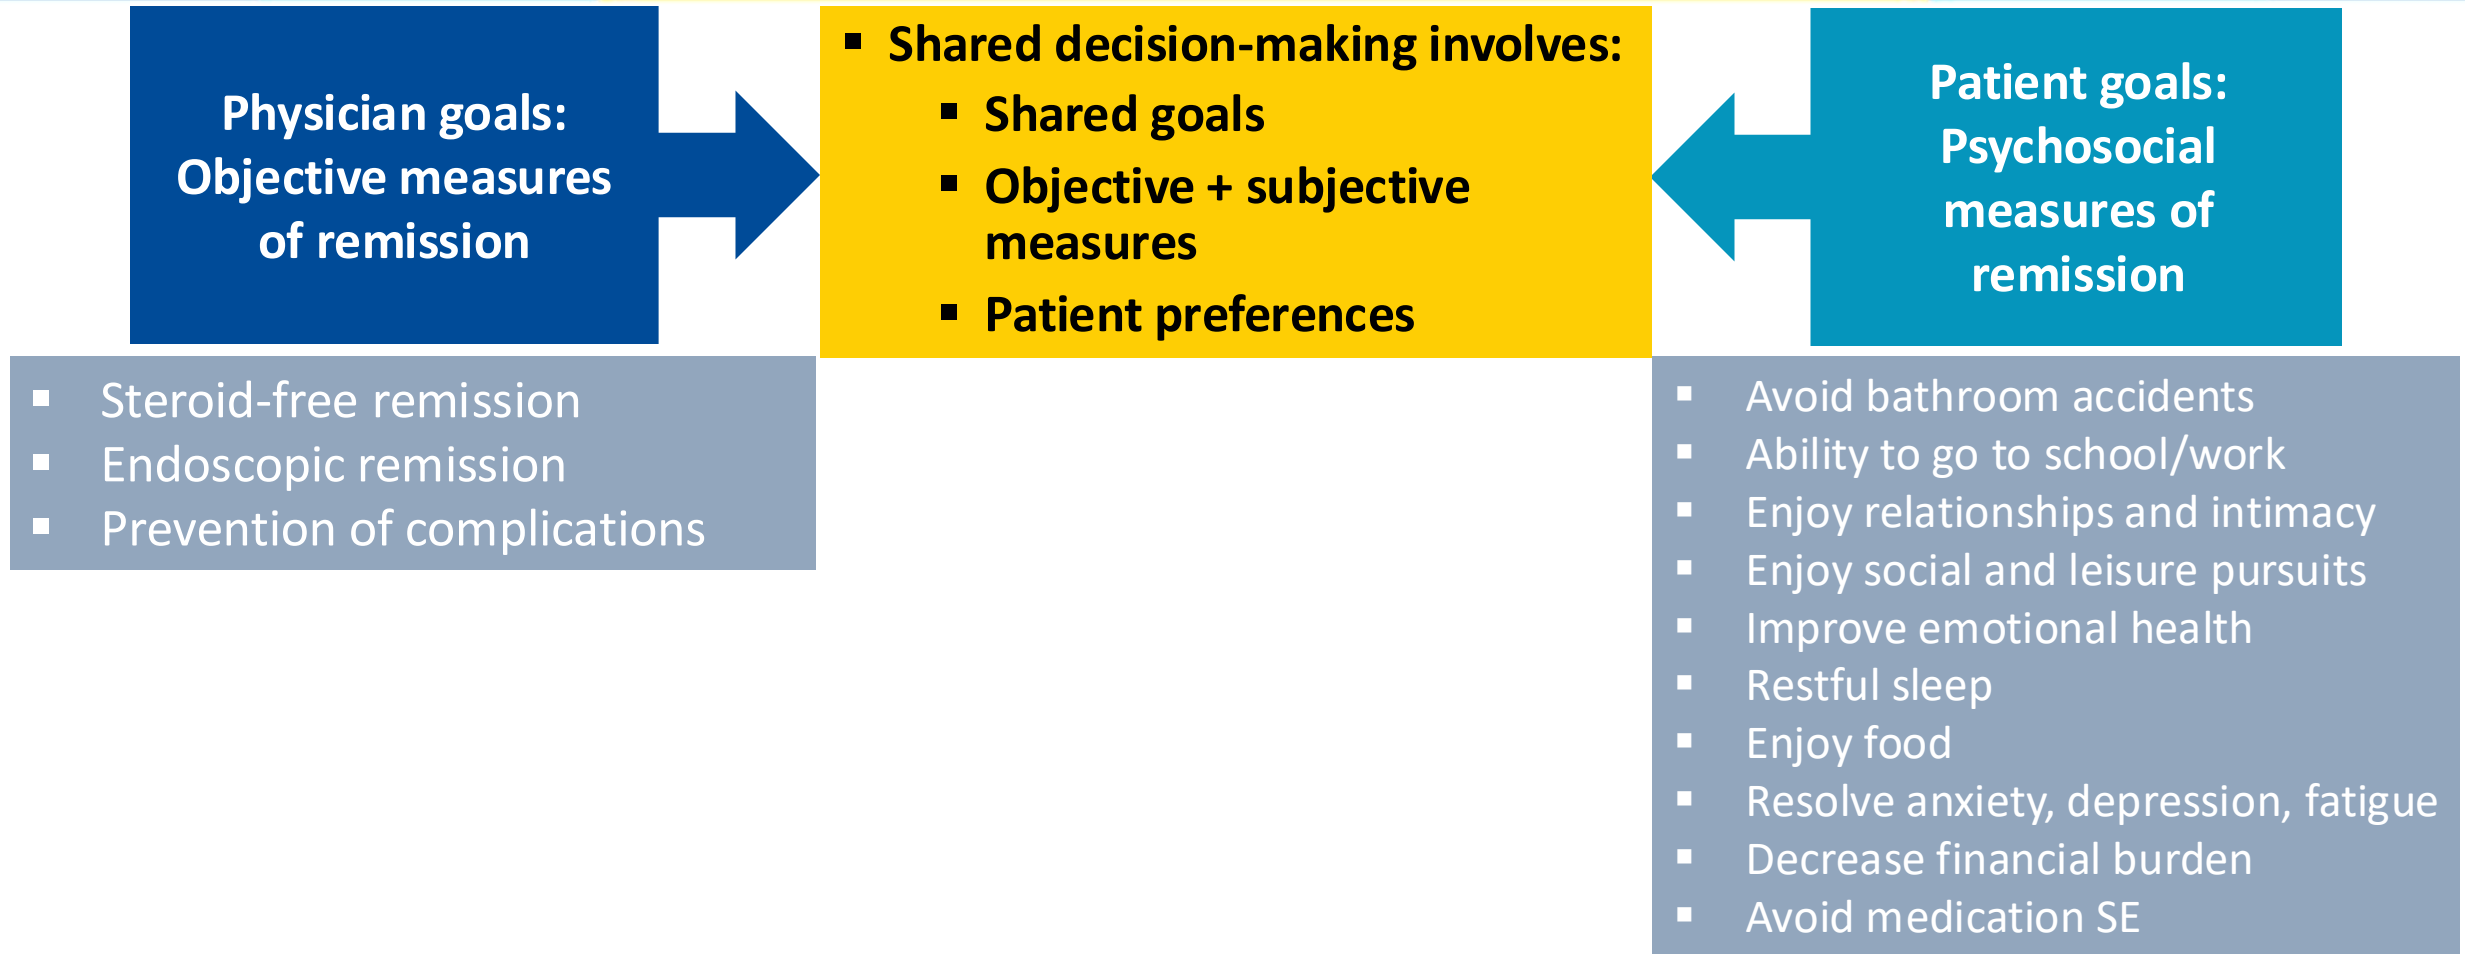 Physician goals:
Objective measures
of remission
▪ Steroid-free remission
▪ Endoscopic remission
▪ Prevention of complications
▪ Shared decision-making involves:
▪ Shared goals
▪ Objective + subjective
measures
▪ Patient preferences
Patient goals:
Psychosocial
measures of
remission
▪ Avoid bathroom accidents
▪ Ability to go to school/work
▪ Enjoy relationships and intimacy
▪ Enjoy social and leisure pursuits
▪ Improve emotional health
▪ Restful sleep
▪ Enjoy food
▪ Resolve anxiety, depression, fatigue
▪ Decrease financial burden
▪ Avoid medication SE